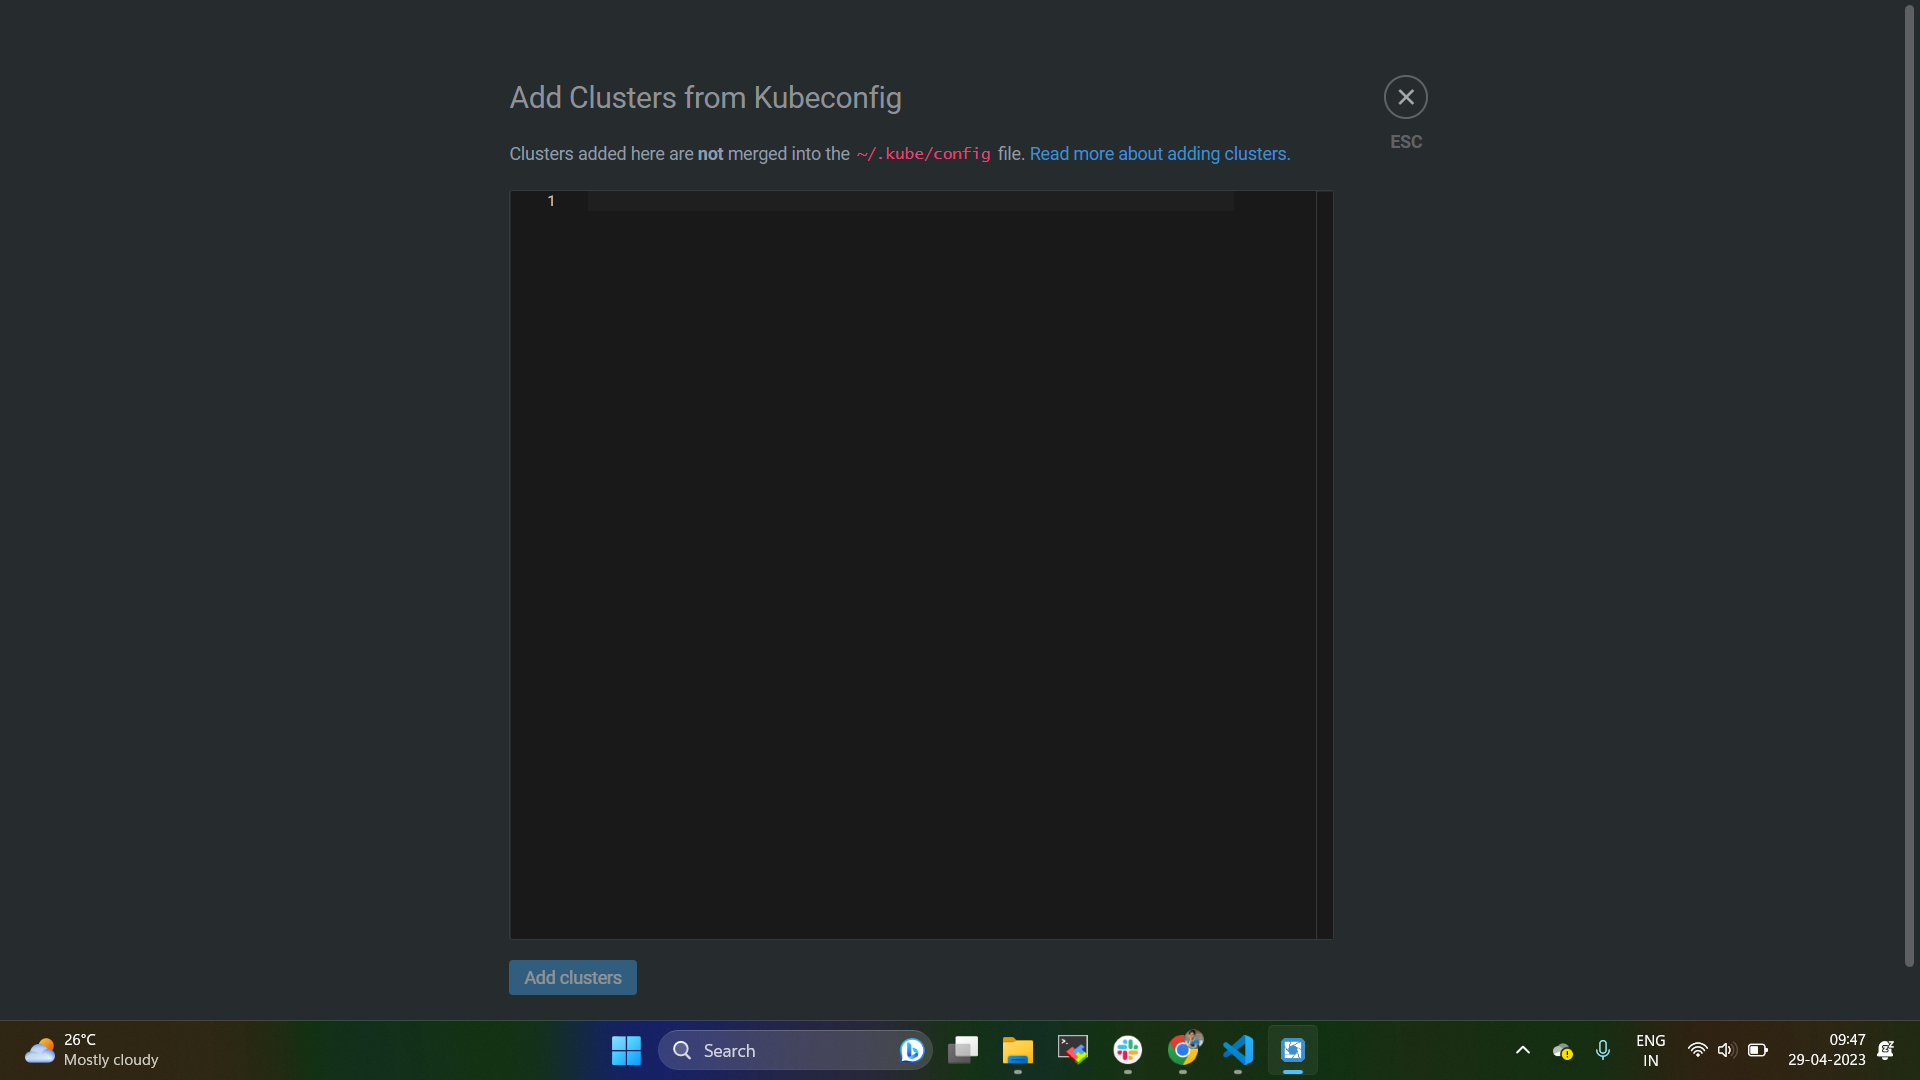 Add Clusters from Kubeconfig
ESC
Clusters added here are not merged into the ~/.kube/config file. Read more about adding clusters.
1
Add clusters
26°C
Mostly cloudy
Search
ENG
IN
09:47
29-04-2023